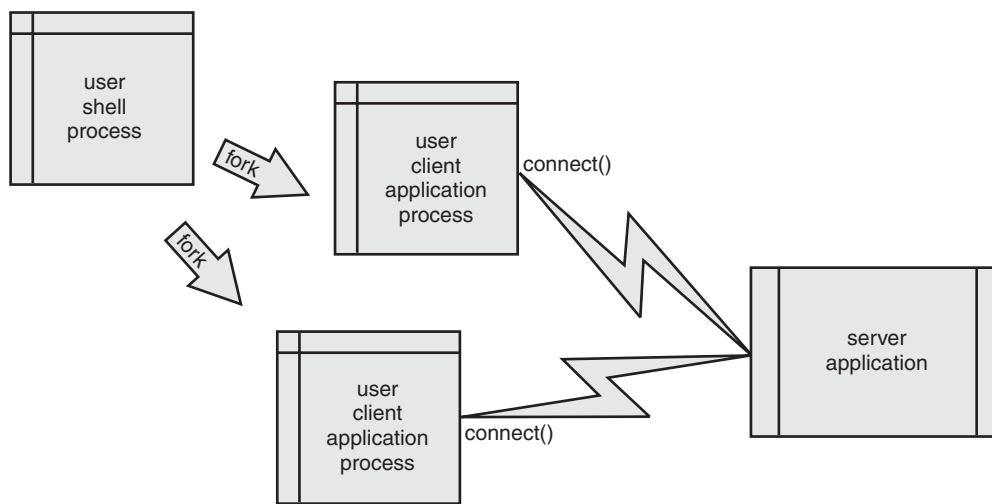 user
shell
process
fork
fork
user
client
application
process
connect()
server
application
user
client
application
process
connect()